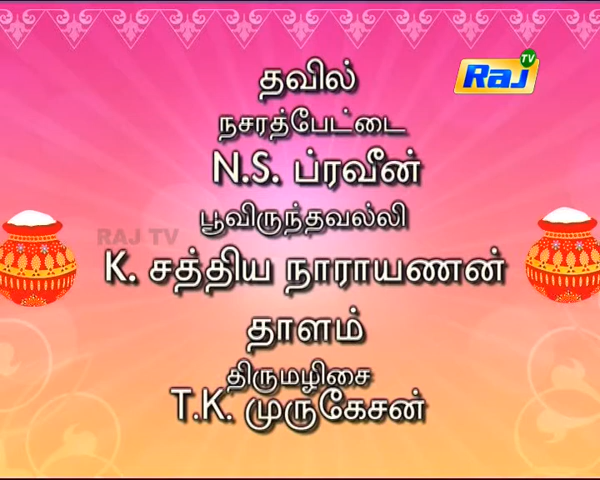 தவில்
நசரத்பேட்டை
N.S. ப்ரவீன்
பூவிருந்தவல்லி
K. சத்திய நாராயணன்
தாளம்
திருமழிசை
T.K. முருகேசன்
Raj TV
RAJ TV